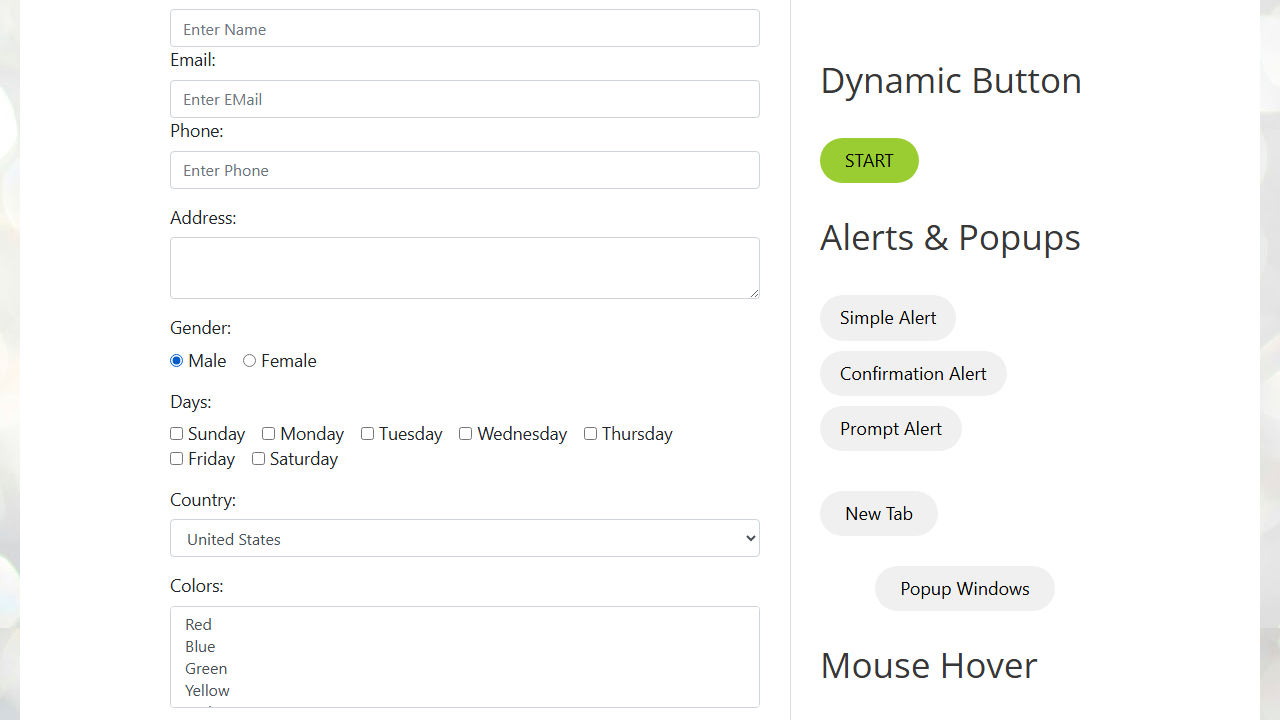 Enter Name
Email:
Enter EMail
Phone:
Enter Phone
Address:
Gender:
Male Female
Days:
Sunday Monday Tuesday Wednesday Thursday
Friday Saturday
Country:
United States
Colors:
Red
Blue
Green
Yellow
Dynamic Button
START
Alerts & Popups
Simple Alert
Confirmation Alert
Prompt Alert
New Tab
Popup Windows
Mouse Hover